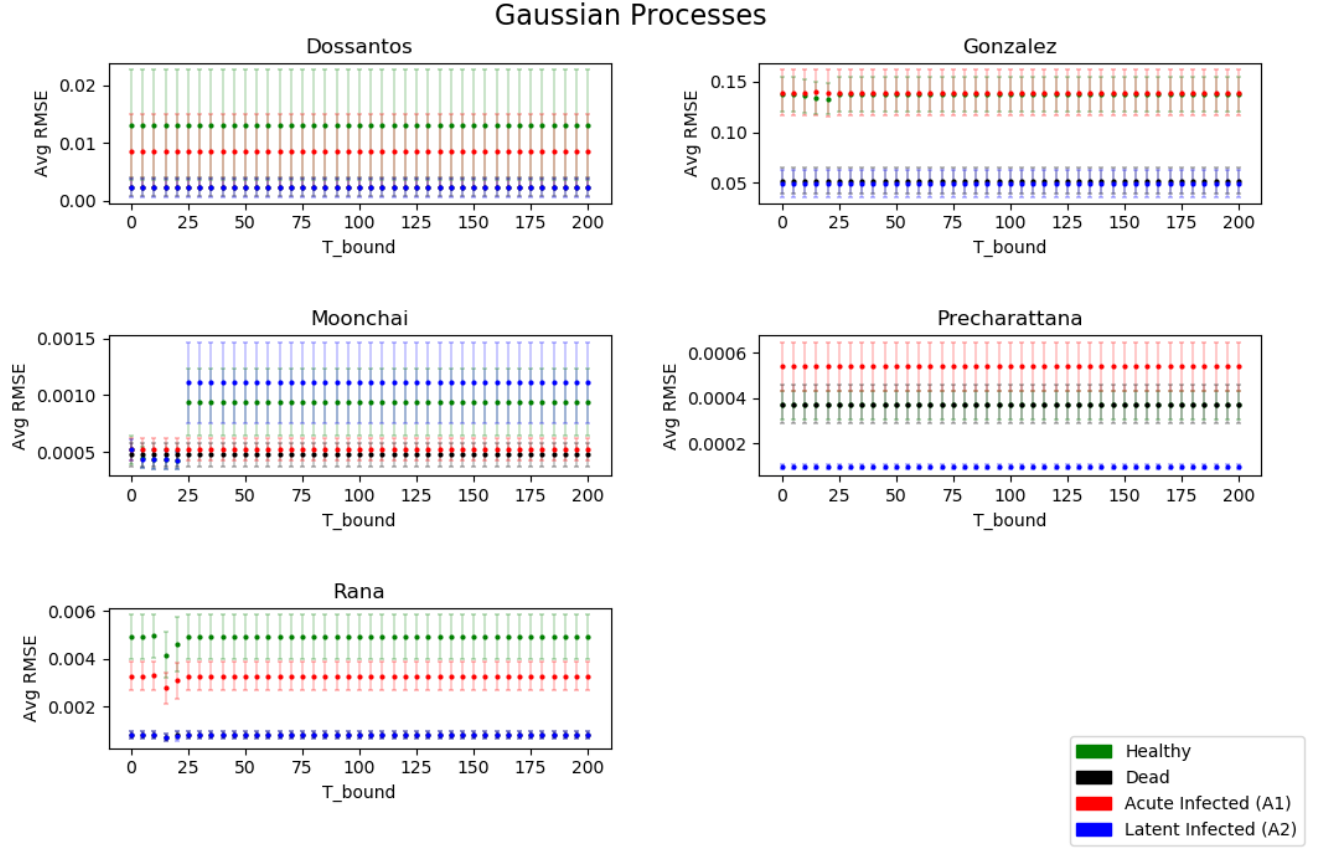 Gaussian Processes
Dossantos
Avg RMSE
0.02
0.01
0.00
0 25 50 75 100 125 150 175 200
T_bound
Gonzalez
Avg RMSE
0.15
0.10
0.05
0 25 50 75 100 125 150 175 200
T_bound
Moonchai
Avg RMSE
0.0015
0.0010
0.0005
0 25 50 75 100 125 150 175 200
T_bound
Precharattana
Avg RMSE
0.0006
0.0004
0.0002
0 25 50 75 100 125 150 175 200
T_bound
Rana
Avg RMSE
0.006
0.004
0.002
0 25 50 75 100 125 150 175 200
T_bound
Healthy
Dead
Acute Infected (A1)
Latent Infected (A2)